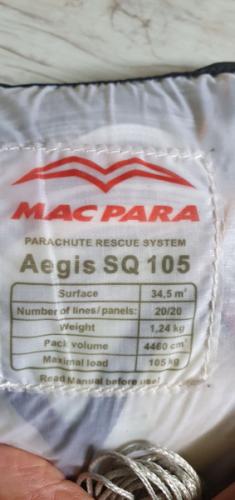 MAC PARA
PARACHUTE RESCUE SYSTEM
Aegis SQ 105
Surface 34,5 m²
Number of lines/panels: 20/20
Weight 1,24 kg
Pack volume 4460 cm³
Maximal load 105 kg
Read Manual before use!